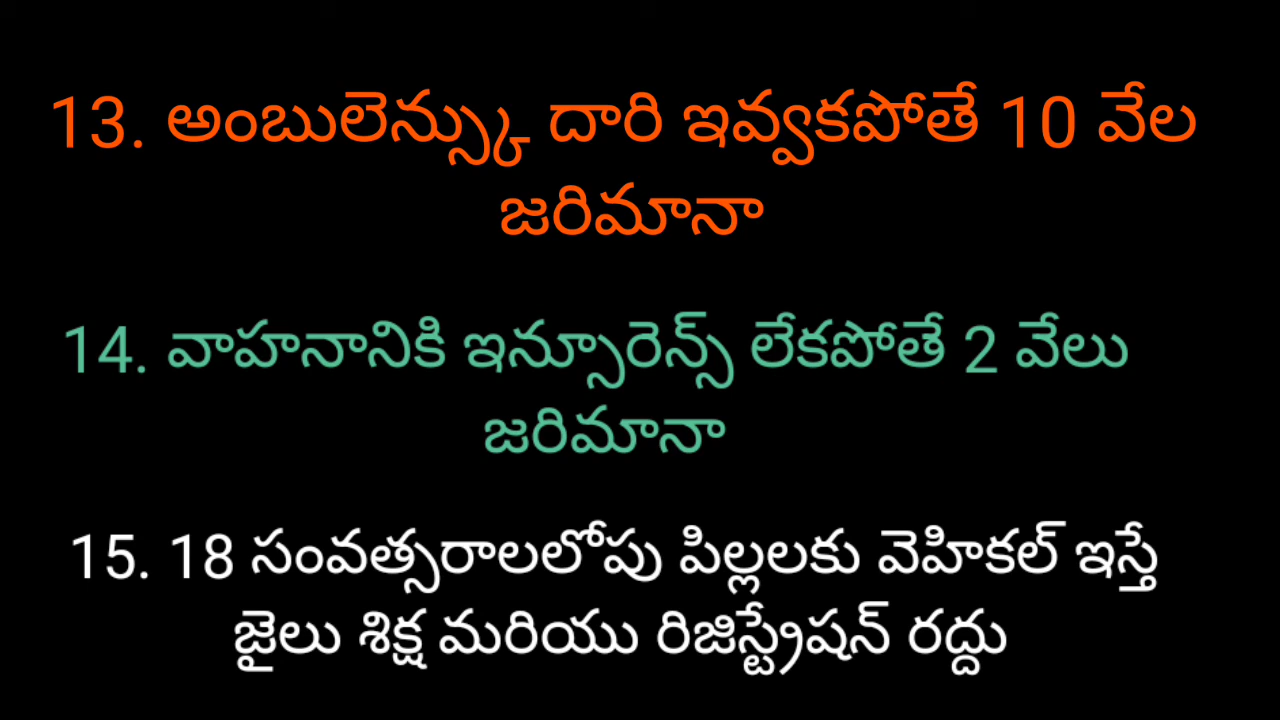 13. అంబులెన్స్కు దారి ఇవ్వకపోతే 10 వేల
జరిమానా
14. వాహనానికి ఇన్సూరెన్స్ లేకపోతే 2 వేలు
జరిమానా
15. 18 సంవత్సరాలలోపు పిల్లలకు వెహికల్ ఇస్తే
జైలు శిక్ష మరియు రిజిస్ట్రేషన్ రద్దు